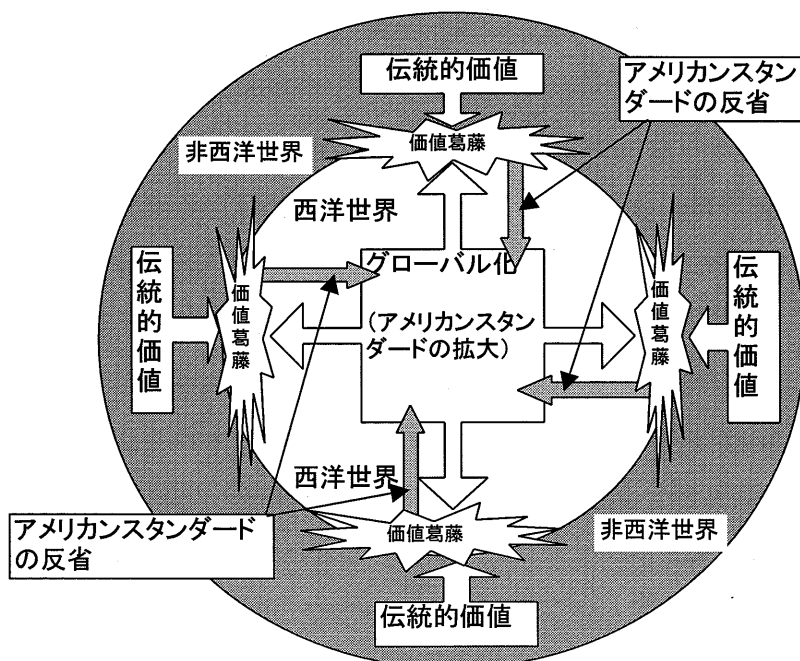 伝統的価値
アメリカンスタン
ダードの反省
価値葛藤
非西洋世界
西洋世界
グローバル化
(アメリカンスタン
ダードの拡大)
伝統的価値
価値葛藤
価値葛藤
伝統的価値
西洋世界
アメリカンスタンダード
の反省
価値葛藤
非西洋世界
伝統的価値